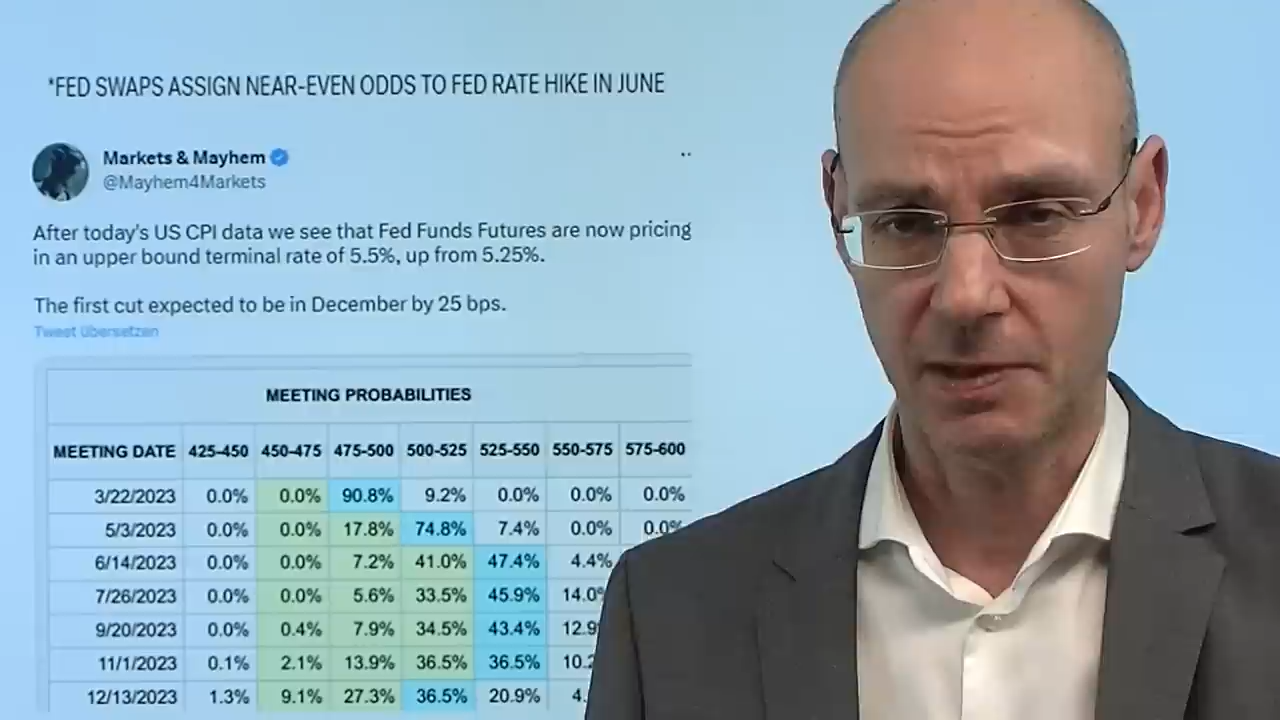 *FED SWAPS ASSIGN NEAR-EVEN ODDS TO FED RATE HIKE IN JUNE
Markets & Mayhem
@Mayhem4Markets
After today's US CPI data we see that Fed Funds Futures are now pricing
in an upper bound terminal rate of 5.5%, up from 5.25%.
The first cut expected to be in December by 25 bps.
Tweet übersetzen
MEETING PROBABILITIES
MEETING DATE 425-450 450-475 475-500 500-525 525-550 550-575 575-600
3/22/2023 0.0% 0.0% 90.8% 9.2% 0.0% 0.0% 0.0%
5/3/2023 0.0% 0.0% 17.8% 74.8% 7.4% 0.0% 0.0%
6/14/2023 0.0% 0.0% 7.2% 41.0% 47.4% 4.4%
7/26/2023 0.0% 0.0% 5.6% 33.5% 45.9% 14.0
9/20/2023 0.0% 0.4% 7.9% 34.5% 43.4% 12.9
11/1/2023 0.1% 2.1% 13.9% 36.5% 36.5% 10.2
12/13/2023 1.3% 9.1% 27.3% 36.5% 20.9% 4.